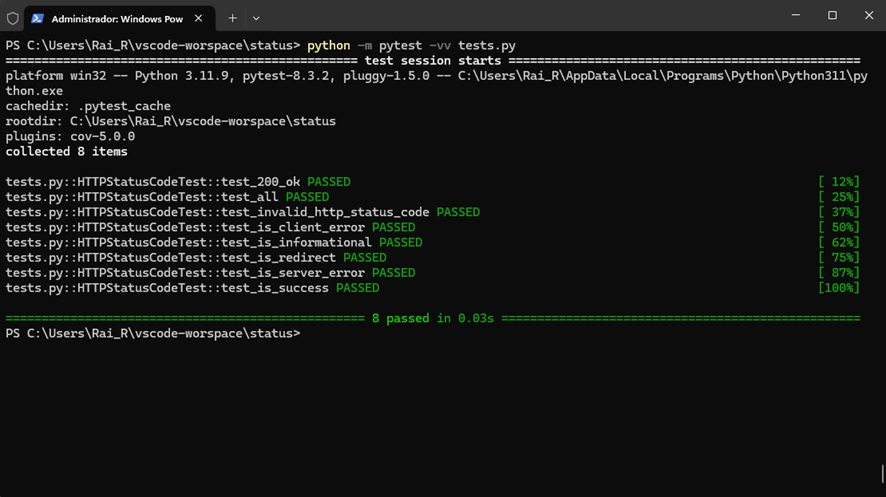 Administrador: Windows Pow
PS C:\Users\Rai_R\vscode-worspace\status> python -m pytest -vv tests.py
================================================= test session starts =================================================
platform win32 -- Python 3.11.9, pytest-8.3.2, pluggy-1.5.0 -- C:\Users\Rai_R\AppData\Local\Programs\Python\Python311\py
thon.exe
cachedir: .pytest_cache
rootdir: C:\Users\Rai_R\vscode-worspace\status
plugins: cov-5.0.0
collected 8 items
tests.py::HTTPStatusCodeTest::test_200_ok PASSED [ 12%]
tests.py::HTTPStatusCodeTest::test_all PASSED [ 25%]
tests.py::HTTPStatusCodeTest::test_invalid_http_status_code PASSED [ 37%]
tests.py::HTTPStatusCodeTest::test_is_client_error PASSED [ 50%]
tests.py::HTTPStatusCodeTest::test_is_informational PASSED [ 62%]
tests.py::HTTPStatusCodeTest::test_is_redirect PASSED [ 75%]
tests.py::HTTPStatusCodeTest::test_is_server_error PASSED [ 87%]
tests.py::HTTPStatusCodeTest::test_is_success PASSED [100%]
================================================== 8 passed in 0.03s ==================================================
PS C:\Users\Rai_R\vscode-worspace\status>